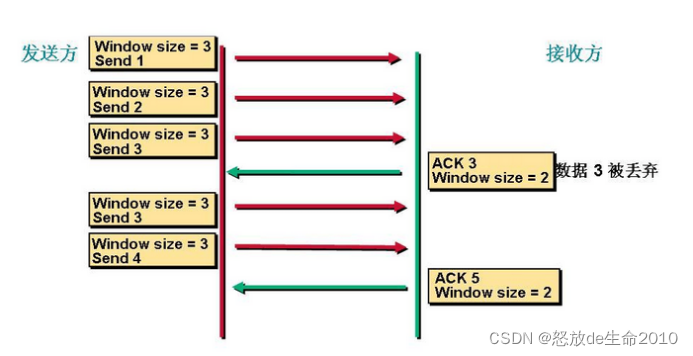 发送方
接收方
Window size = 3
Send 1
Window size = 3
Send 2
Window size = 3
Send 3
ACK 3
Window size = 2
数据 3 被丢弃
Window size = 3
Send 3
Window size = 3
Send 4
ACK 5
Window size = 2
CSDN @怒放de生命2010